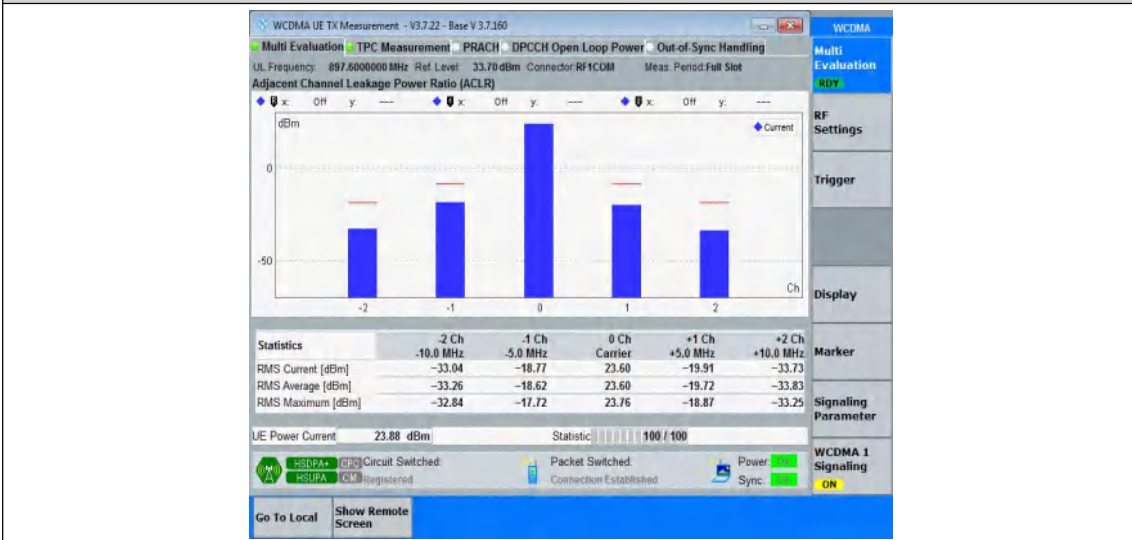 WCDMA UE TX Measurement - V3.7.22 - Base V 3.7.160
Multi Evaluation TPC Measurement PRACH DPCCH Open Loop Power Out-of-Sync Handling
UL Frequency: 897.6000000 MHz Ref. Level: 33.70 dBm Connector: RF1COM Meas. Period: Full Slot
Adjacent Channel Leakage Power Ratio (ACLR)
x: Off y: --- x: Off y: --- x: Off y: ---
dBm
Current
0
-50
Ch
-2 -1 0 1 2
Statistics -2 Ch -1 Ch 0 Ch +1 Ch +2 Ch
-10.0 MHz -5.0 MHz Carrier +5.0 MHz +10.0 MHz
RMS Current [dBm] -33.04 -18.77 23.60 -19.91 -33.73
RMS Average [dBm] -33.26 -18.62 23.60 -19.72 -33.83
RMS Maximum [dBm] -32.84 -17.72 23.76 -18.87 -33.25
UE Power Current 23.88 dBm Statistic 100 / 100
HSDPA+ CPC Circuit Switched: Packet Switched: Power:
HSUPA CM Registered Connection Established Sync:
Go To Local
Show Remote Screen
WCDMA
Multi Evaluation
RDY
RF Settings
Trigger
Display
Marker
Signaling Parameter
WCDMA 1 Signaling
ON